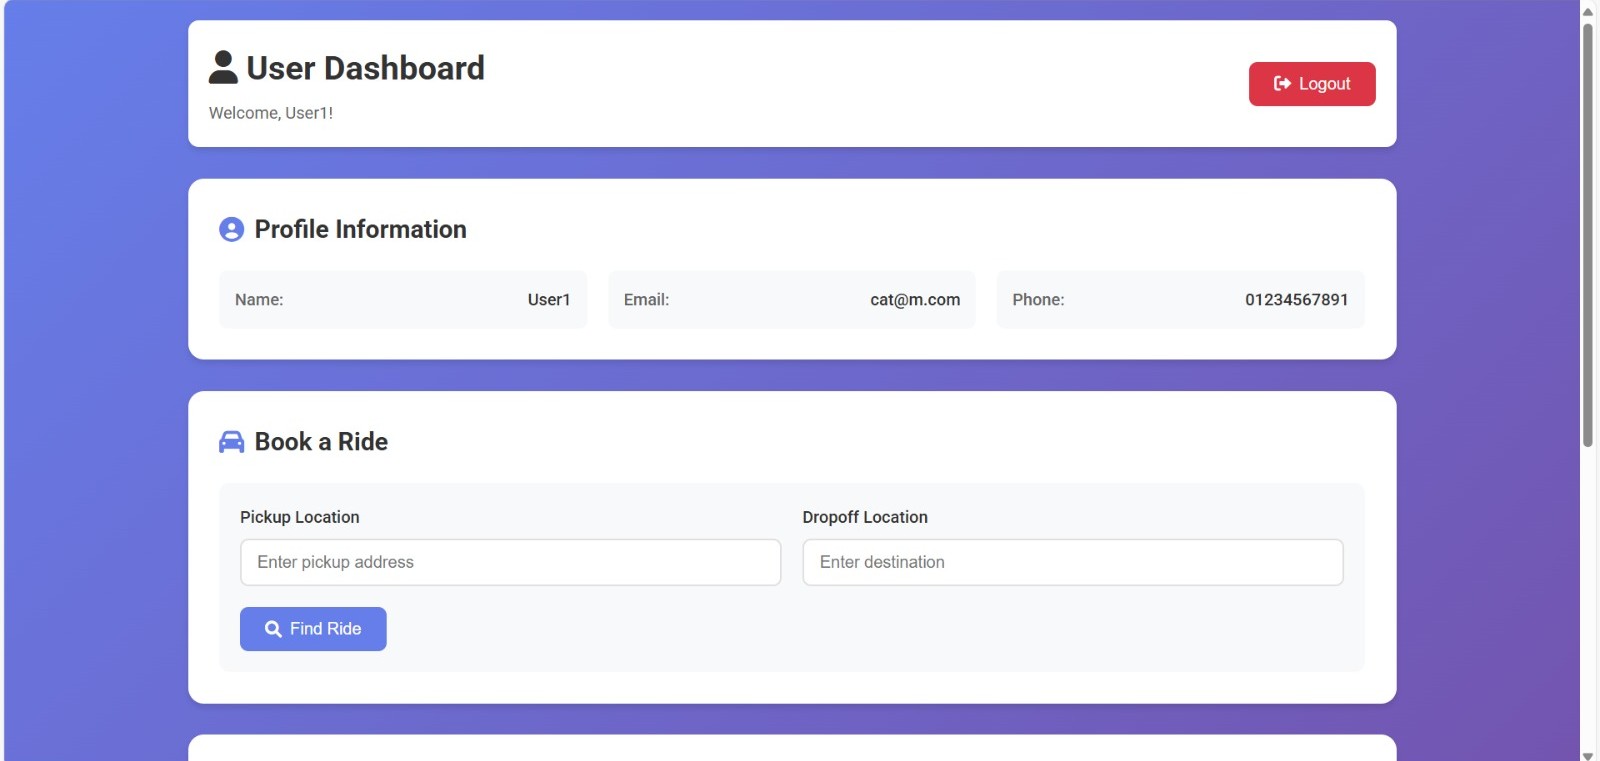 User Dashboard
Welcome, User1!
Logout
Profile Information
Name: User1
Email: cat@m.com
Phone: 01234567891
Book a Ride
Pickup Location
Enter pickup address
Dropoff Location
Enter destination
Find Ride